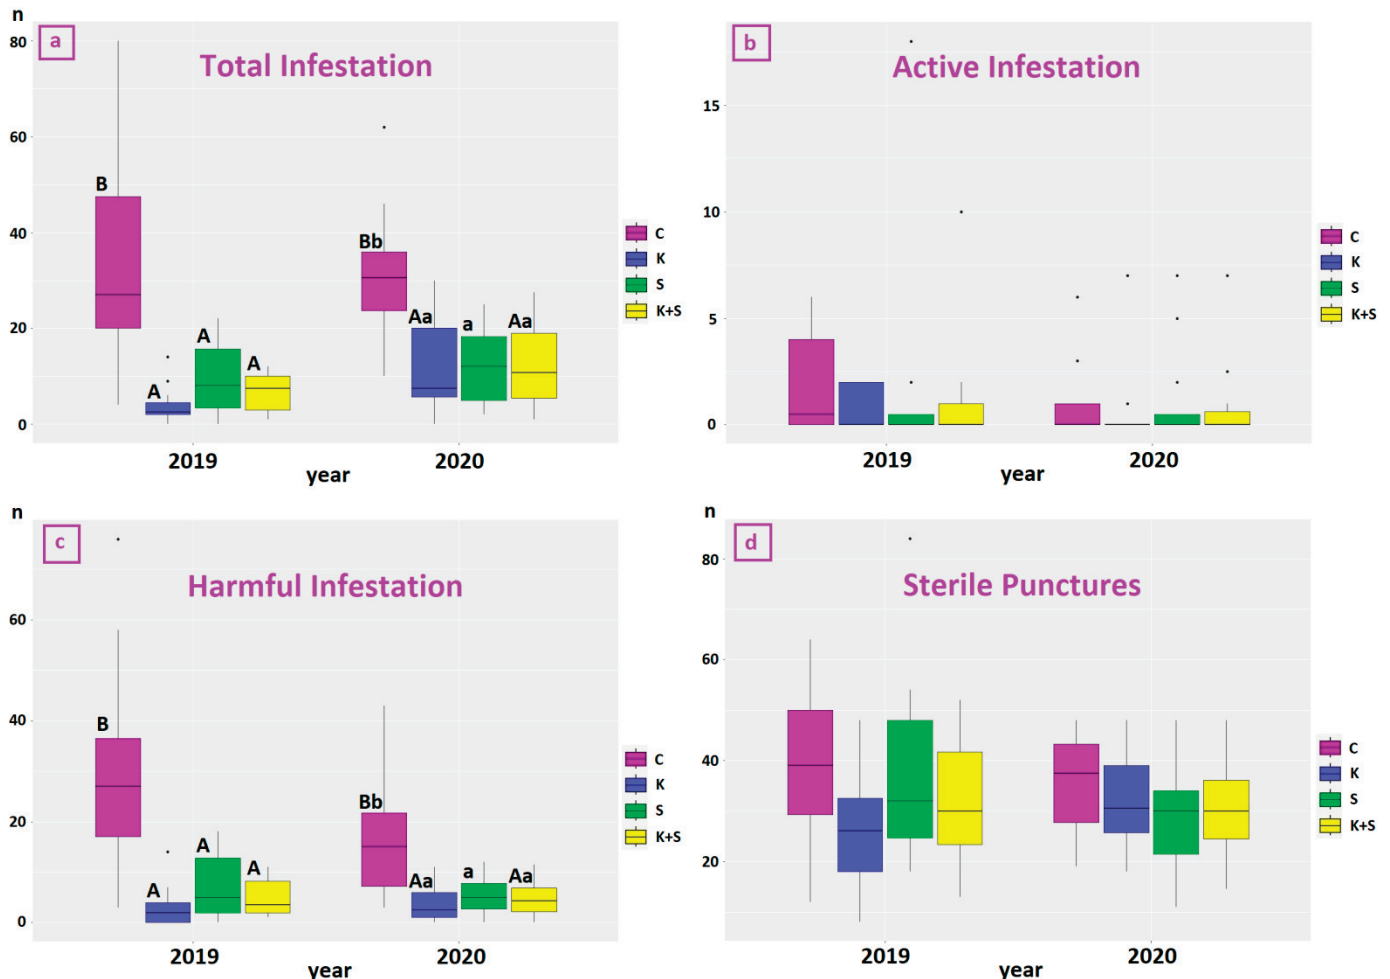 n
a
Total Infestation
80
60
40
20
0
B
A
A
A
Bb
Aa
a
Aa
2019
2020
year
C
K
S
K+S
b
Active Infestation
15
10
5
0
2019
2020
year
C
K
S
K+S
n
c
Harmful Infestation
60
40
20
0
B
A
A
A
Bb
Aa
a
Aa
2019
2020
year
C
K
S
K+S
n
d
Sterile Punctures
80
60
40
20
2019
2020
year
C
K
S
K+S